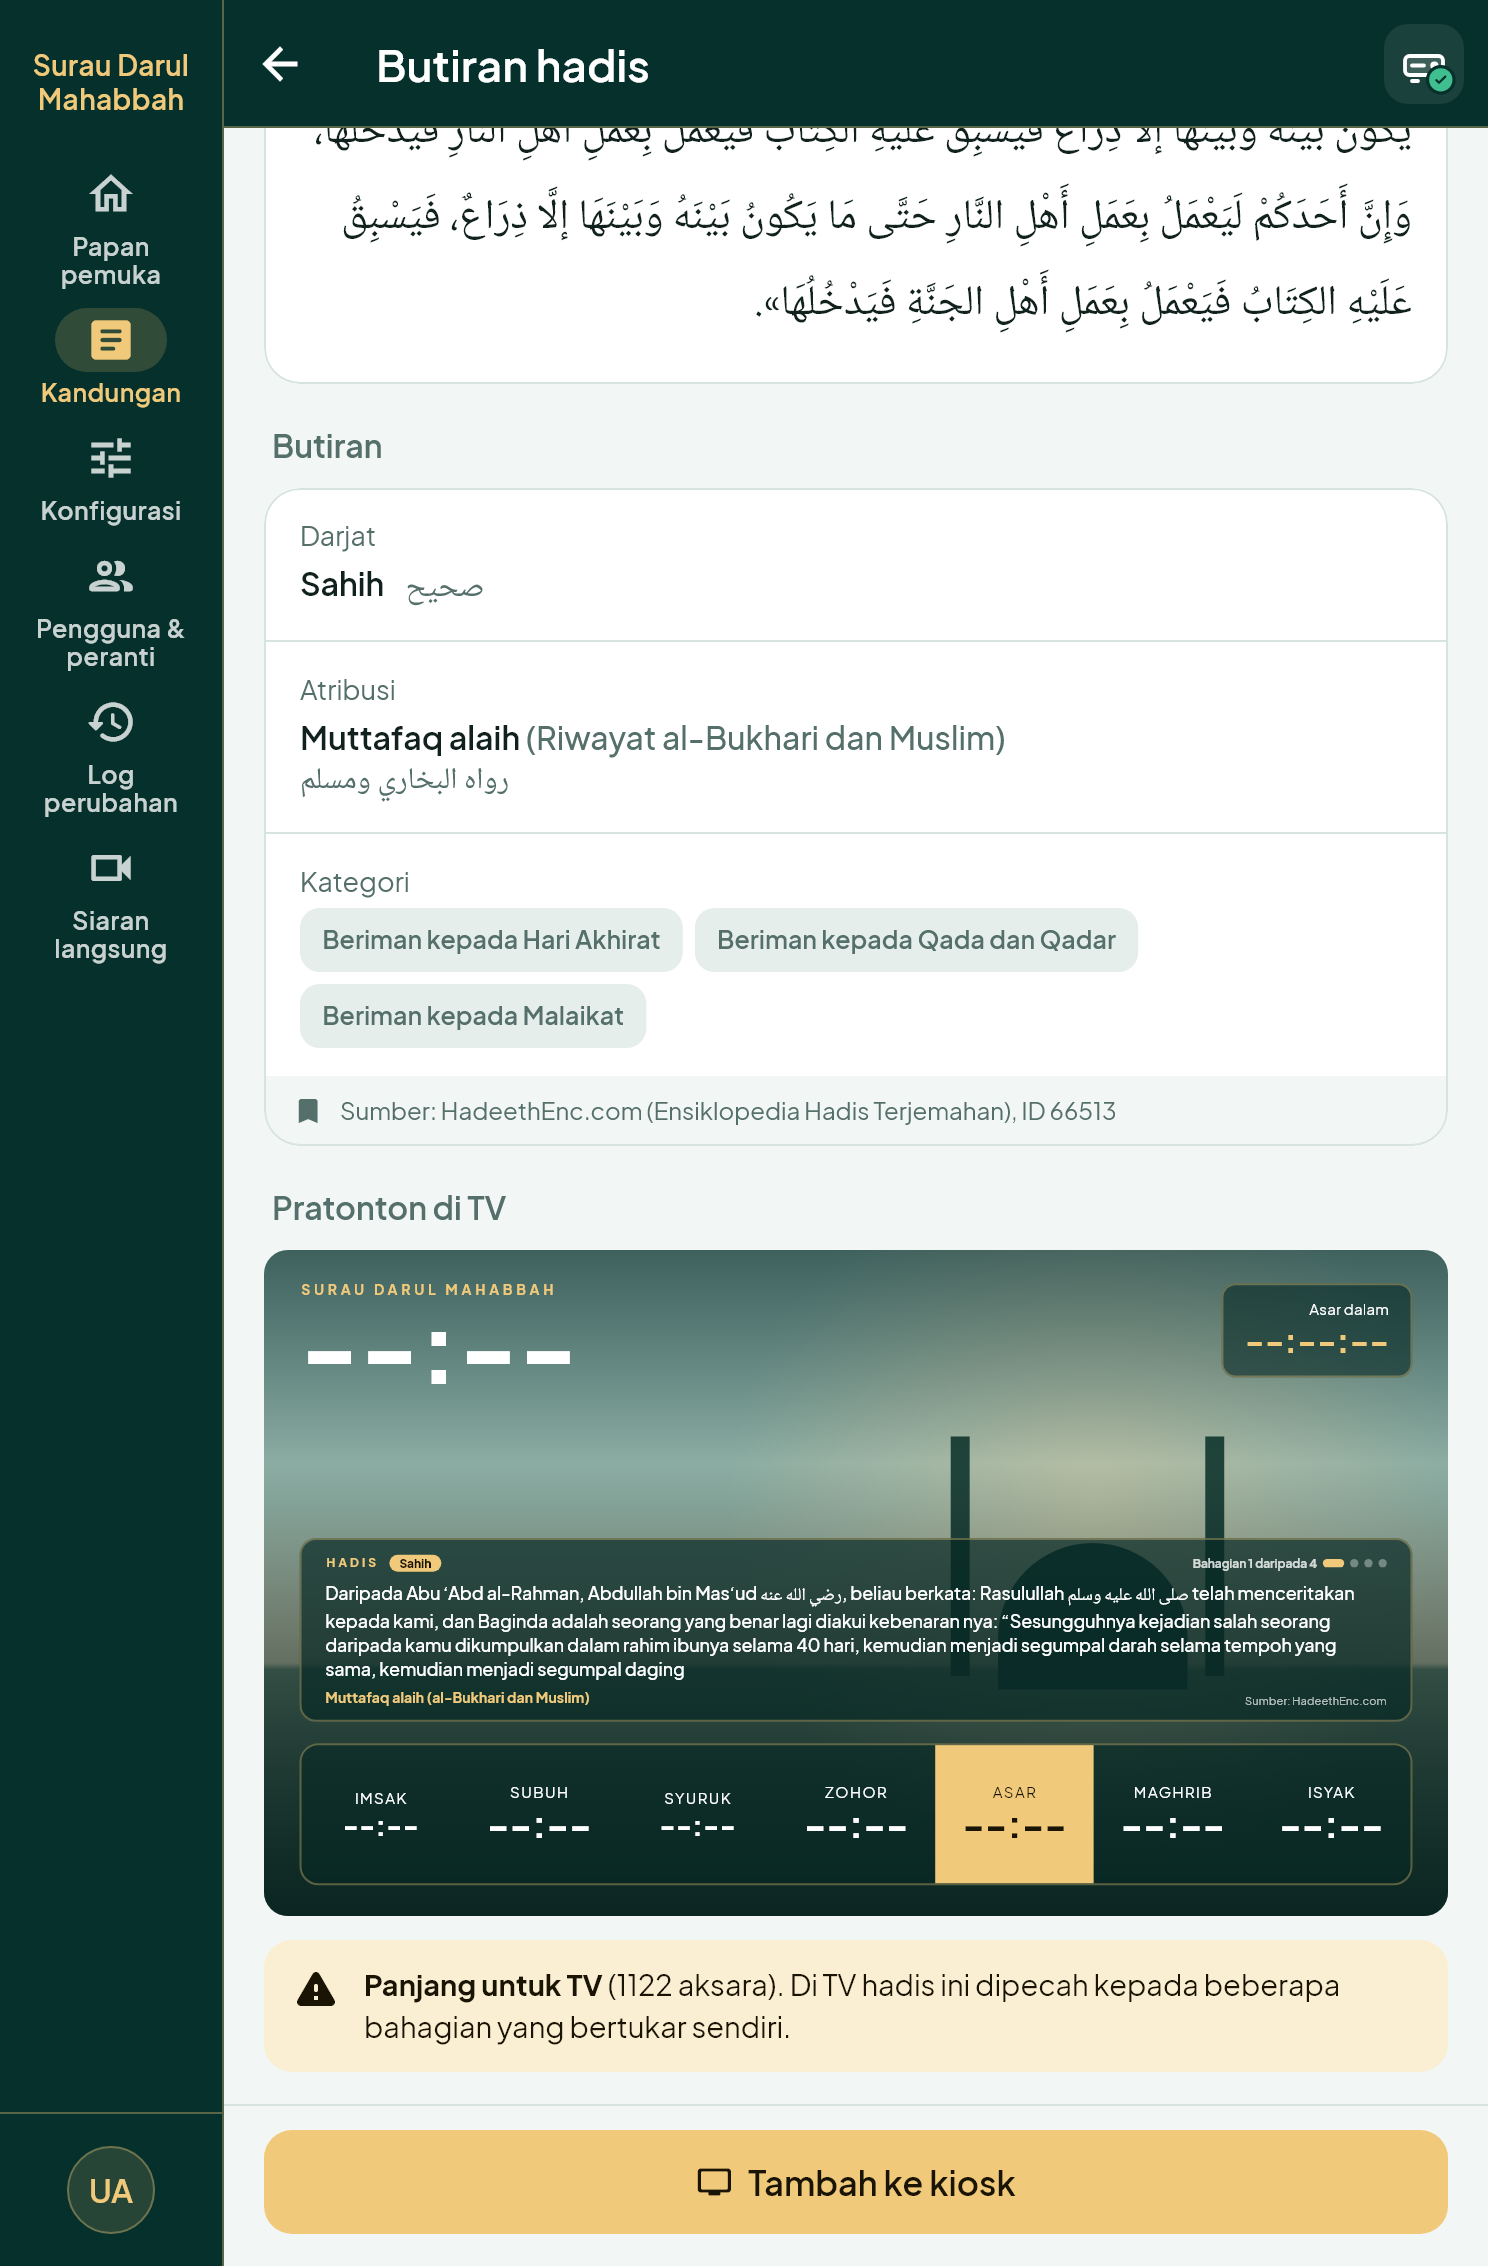 Surau Darul
Mahabbah
Papan
pemuka
Kandungan
Konfigurasi
Pengguna &
peranti
Log
perubahan
Siaran
langsung
UA
Butiran hadis
يَكُونُ بَيْنَهُ وَبَيْنَهَا إلَّا ذِرَاعٌ فَيَسْبِقُ عَلَيْهِ الكِتَابُ فَيَعْمَلُ بِعَمَلِ أَهْلِ النَّارِ فَيَدْخُلُهَا،
وَإِنَّ أَحَدَكُمْ لَيَعْمَلُ بِعَمَلِ أَهْلِ النَّارِ حَتَّى مَا يَكُونُ بَيْنَهُ وَبَيْنَهَا إلَّا ذِرَاعٌ، فَيَسْبِقُ
عَلَيْهِ الكِتَابُ فَيَعْمَلُ بِعَمَلِ أَهْلِ الجَنَّةِ فَيَدْخُلُهَا».
Butiran
Darjat
Sahih صحيح
Atribusi
Muttafaq alaih (Riwayat al-Bukhari dan Muslim)
رواه البخاري ومسلم
Kategori
Beriman kepada Hari Akhirat
Beriman kepada Qada dan Qadar
Beriman kepada Malaikat
Sumber: HadeethEnc.com (Ensiklopedia Hadis Terjemahan), ID 66513
Pratonton di TV
SURAU DARUL MAHABBAH
--:--
Asar dalam
--:--:--
HADIS Sahih
Bahagian 1 daripada 4
Daripada Abu ‘Abd al-Rahman, Abdullah bin Mas‘ud رضي الله عنه, beliau berkata: Rasulullah صلى الله عليه وسلم telah menceritakan
kepada kami, dan Baginda adalah seorang yang benar lagi diakui kebenaran nya: “Sesungguhnya kejadian salah seorang
daripada kamu dikumpulkan dalam rahim ibunya selama 40 hari, kemudian menjadi segumpal darah selama tempoh yang
sama, kemudian menjadi segumpal daging
Muttafaq alaih (al-Bukhari dan Muslim)
Sumber: HadeethEnc.com
IMSAK
--:--
SUBUH
--:--
SYURUK
--:--
ZOHOR
--:--
ASAR
--:--
MAGHRIB
--:--
ISYAK
--:--
Panjang untuk TV (1122 aksara). Di TV hadis ini dipecah kepada beberapa
bahagian yang bertukar sendiri.
Tambah ke kiosk